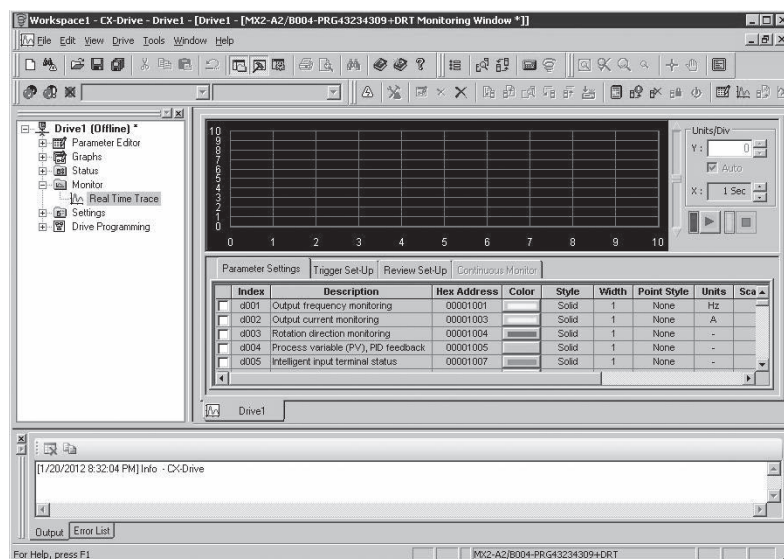 Workspace1 - CX-Drive - Drive1 - [Drive1 - [MX2-A2/B004-PRG43234309+DRT Monitoring Window *]]
File Edit View Drive Tools Window Help
Drive1 (Offline) *
Parameter Editor
Graphs
Status
Monitor
Real Time Trace
Settings
Drive Programming
10
9
8
7
6
5
4
3
2
1
0
0 1 2 3 4 5 6 7 8 9 10
Units/Div
Y : 0
Auto
X : 1 Sec
Parameter Settings Trigger Set-Up Review Set-Up Continuous Monitor
Index Description Hex Address Color Style Width Point Style Units Sca
d001 Output frequency monitoring 00001001 Solid 1 None Hz
d002 Output current monitoring 00001003 Solid 1 None A
d003 Rotation direction monitoring 00001004 Solid 1 None -
d004 Process variable (PV), PID feedback 00001005 Solid 1 None -
d005 Intelligent input terminal status 00001007 Solid 1 None -
Drive1
[1/20/2012 8:32:04 PM] Info - CX-Drive
Output Error List
For Help, press F1 MX2-A2/B004-PRG43234309+DRT